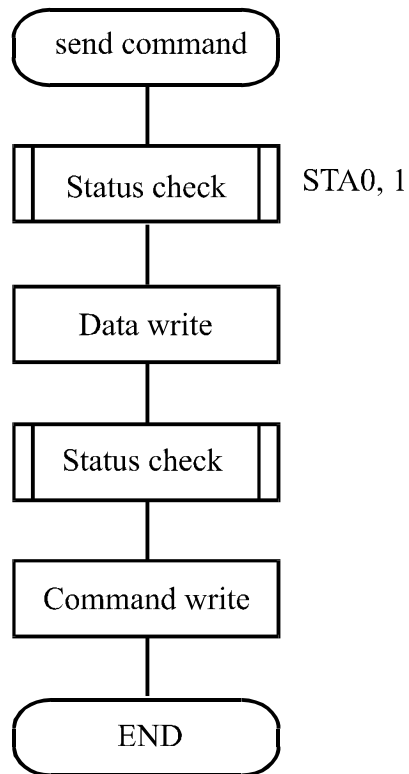 send command
Status check
STA0, 1
Data write
Status check
Command write
END